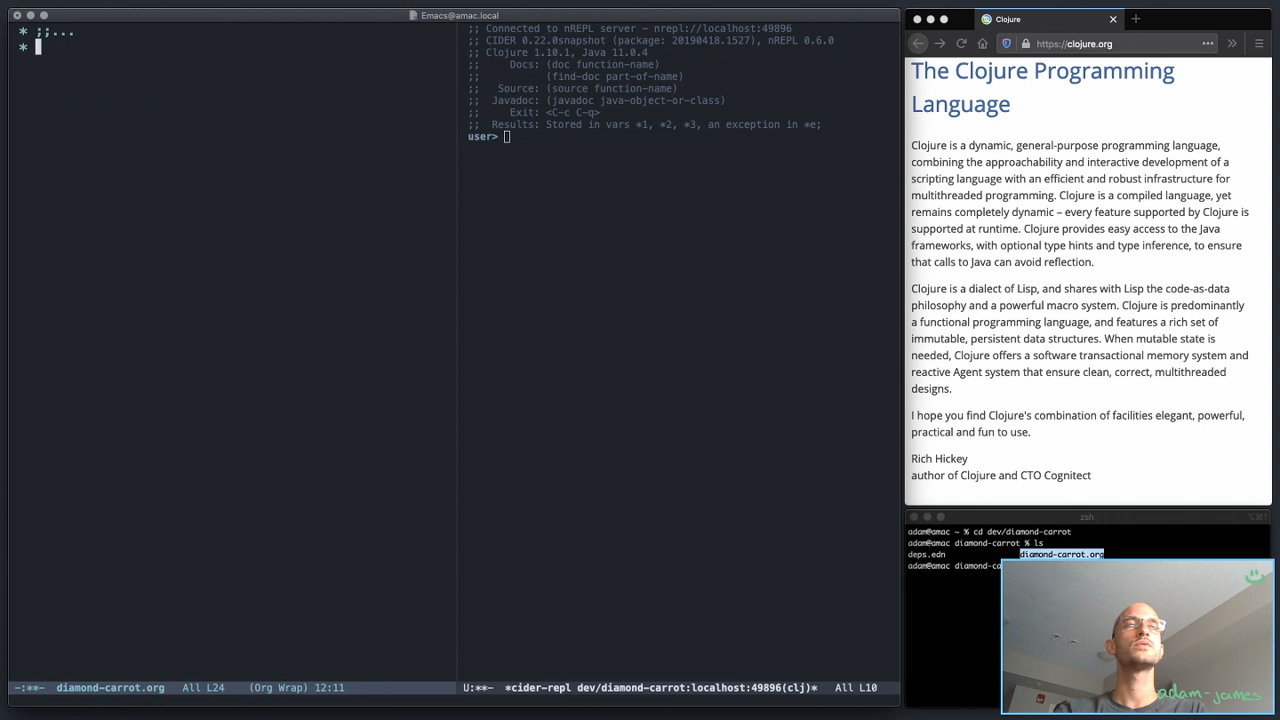 Emacs@amac.local
* ;;...
*
-:**-  diamond-carrot.org   All L24    (Org Wrap) 12:11
;; Connected to nREPL server - nrepl://localhost:49896
;; CIDER 0.22.0snapshot (package: 20190418.1527), nREPL 0.6.0
;; Clojure 1.10.1, Java 11.0.4
;;     Docs: (doc function-name)
;;           (find-doc part-of-name)
;;   Source: (source function-name)
;;  Javadoc: (javadoc java-object-or-class)
;;     Exit: <C-c C-q>
;;  Results: Stored in vars *1, *2, *3, an exception in *e;
user>
U:**-  *cider-repl dev/diamond-carrot:localhost:49896(clj)*   All L10
Clojure
https://clojure.org
The Clojure Programming
Language
Clojure is a dynamic, general-purpose programming language,
combining the approachability and interactive development of a
scripting language with an efficient and robust infrastructure for
multithreaded programming. Clojure is a compiled language, yet
remains completely dynamic – every feature supported by Clojure is
supported at runtime. Clojure provides easy access to the Java
frameworks, with optional type hints and type inference, to ensure
that calls to Java can avoid reflection.
Clojure is a dialect of Lisp, and shares with Lisp the code-as-data
philosophy and a powerful macro system. Clojure is predominantly
a functional programming language, and features a rich set of
immutable, persistent data structures. When mutable state is
needed, Clojure offers a software transactional memory system and
reactive Agent system that ensure clean, correct, multithreaded
designs.
I hope you find Clojure's combination of facilities elegant, powerful,
practical and fun to use.
Rich Hickey
author of Clojure and CTO Cognitect
zsh
adam@amac ~ % cd dev/diamond-carrot
adam@amac diamond-carrot % ls
deps.edn diamond-carrot.org
adam@amac diamond-ca
adam-james